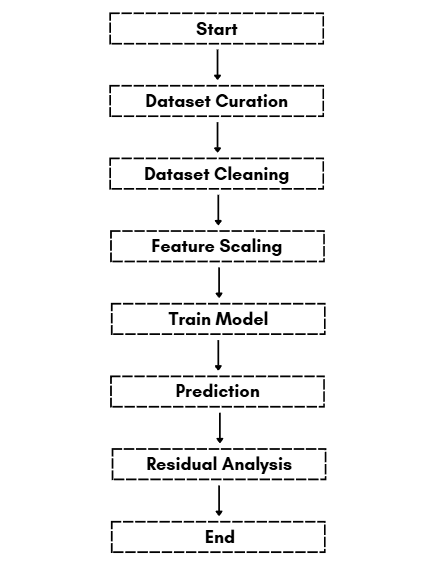 Start
Dataset Curation
Dataset Cleaning
Feature Scaling
Train Model
Prediction
Residual Analysis
End